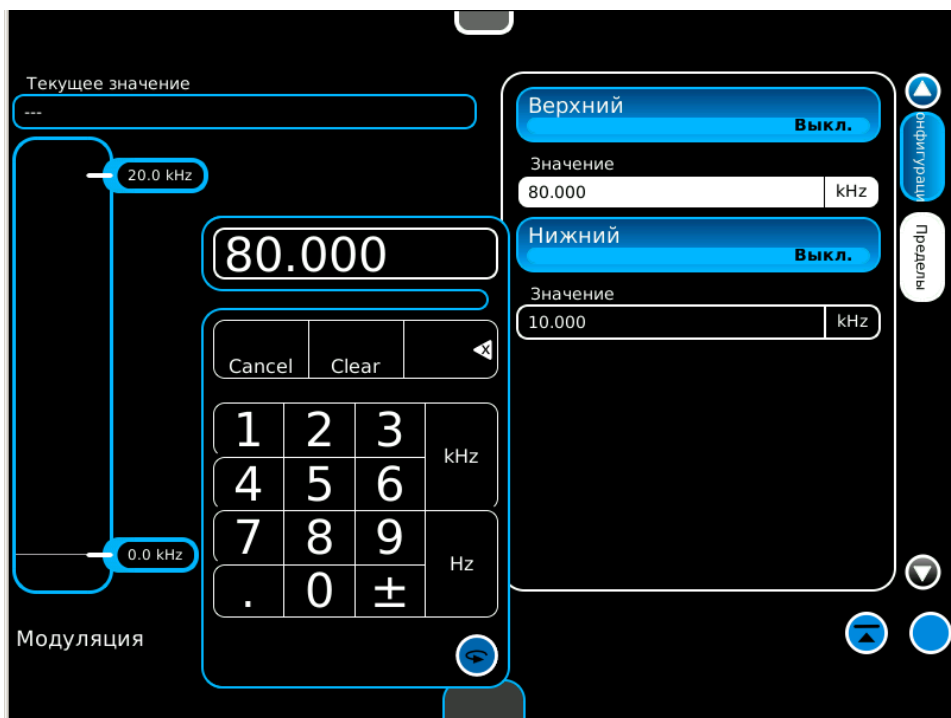 Текущее значение
---
20.0 kHz
0.0 kHz
Модуляция
80.000
Cancel
Clear
x
1 2 3
kHz
4 5 6
7 8 9
Hz
. 0 ±
Верхний
Выкл.
Значение
80.000 kHz
Нижний
Выкл.
Значение
10.000 kHz
онфигураци
Пределы